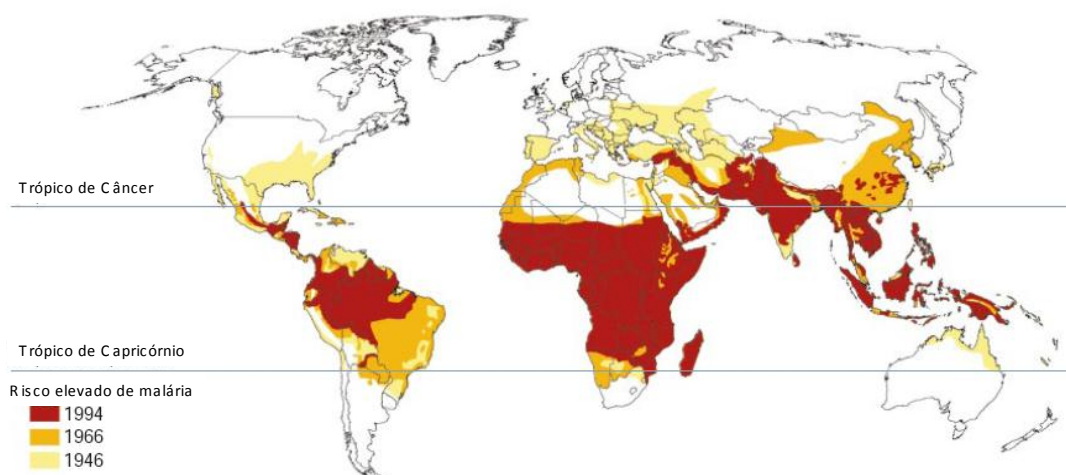 Trópico de Câncer
Trópico de Capricórnio
Risco elevado de malária
1994
1966
1946